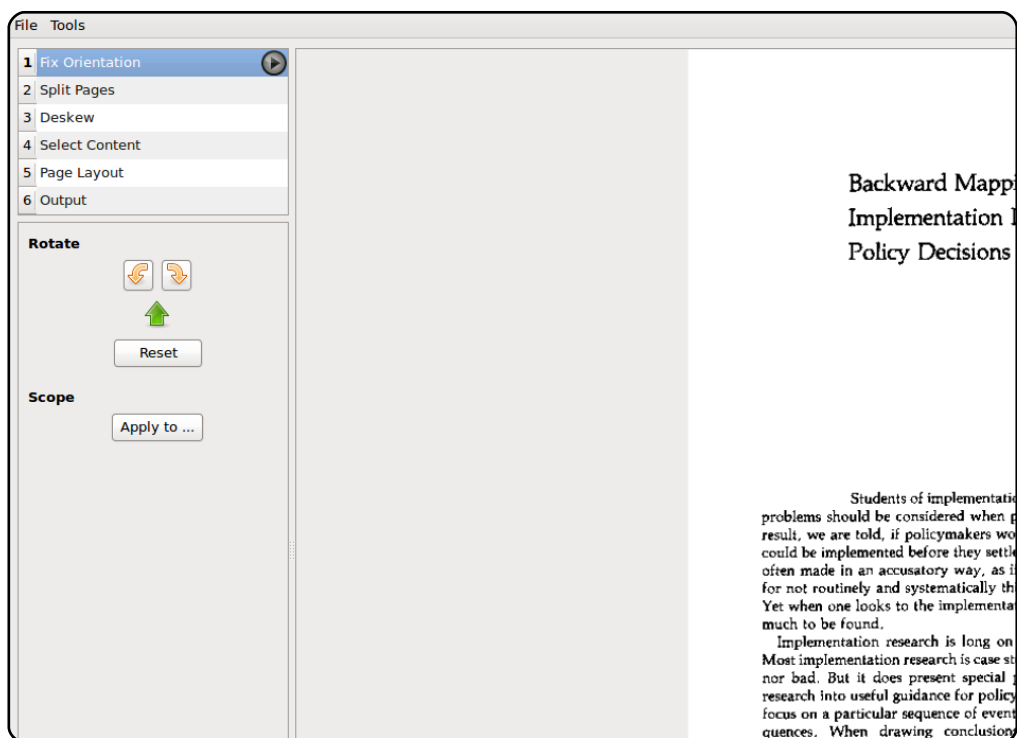 File Tools
1 Fix Orientation
2 Split Pages
3 Deskew
4 Select Content
5 Page Layout
6 Output
Rotate
Reset
Scope
Apply to ...
Backward Mappi
Implementation
Policy Decisions
Students of implementatio
problems should be considered when
result, we are told, if policymakers wo
could be implemented before they settle
often made in an accusatory way, as i
for not routinely and systematically thi
Yet when one looks to the implementa
much to be found.
Implementation research is long on
Most implementation research is case st
nor bad. But it does present special
research into useful guidance for policy
focus on a particular sequence of event
quences. When drawing conclusion